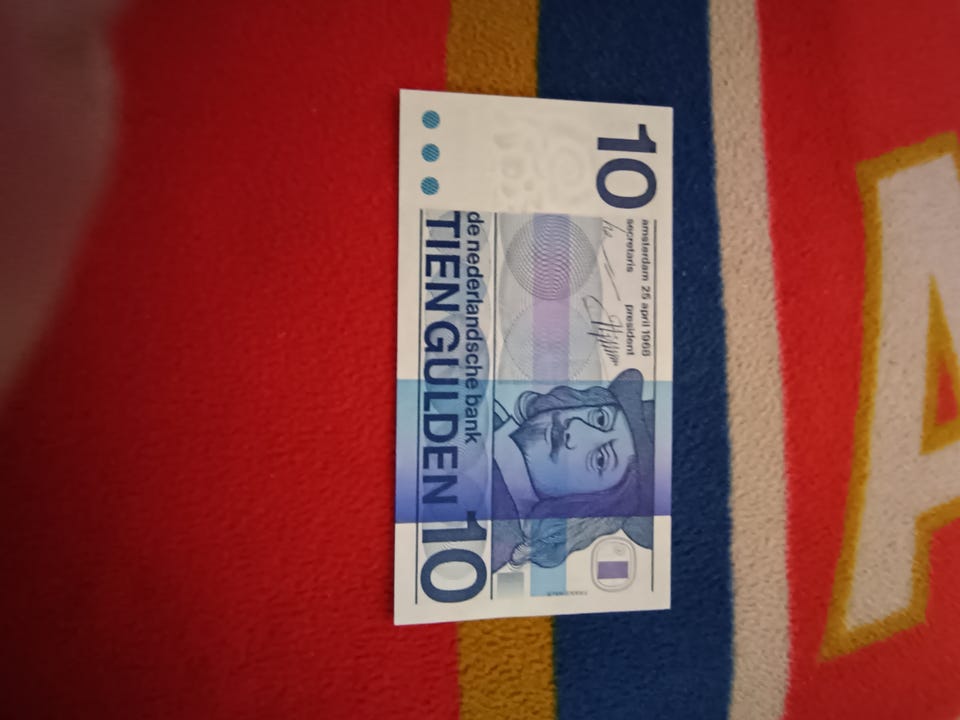 10
amsterdam 25 april 1968
secretaris president
de nederlandsche bank
TIEN GULDEN 10
A